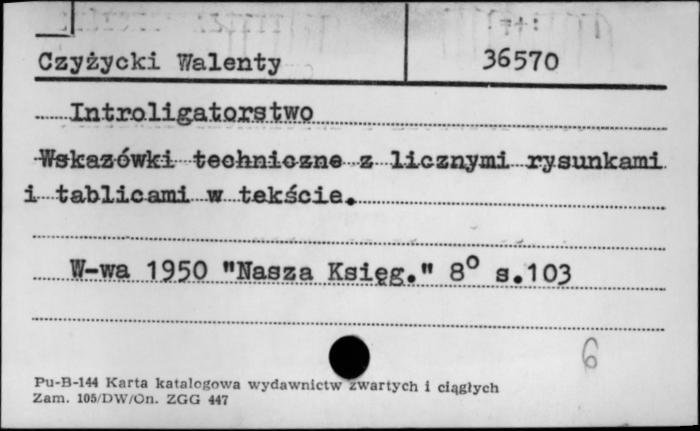 Czyżycki Walenty 36570
Introligatorstwo
Wskazówki techniczne z licznymi rysunkami
i tablicami w tekście.
W-wa 1950 "Nasza Księg." 8° s.103
6
Pu-B-144 Karta katalogowa wydawnictw zwartych i ciągłych
Zam. 105/DW/On. ZGG 447